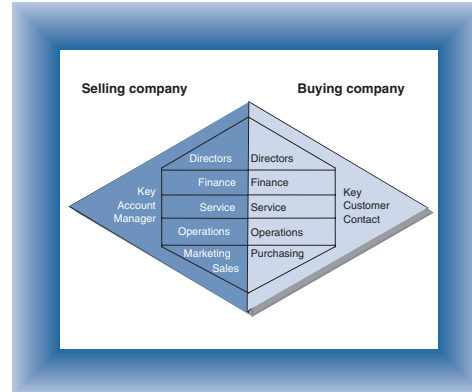 Selling company
Buying company
Key
Account
Manager
Directors
Finance
Service
Operations
Marketing
Sales
Directors
Finance
Service
Operations
Purchasing
Key
Customer
Contact